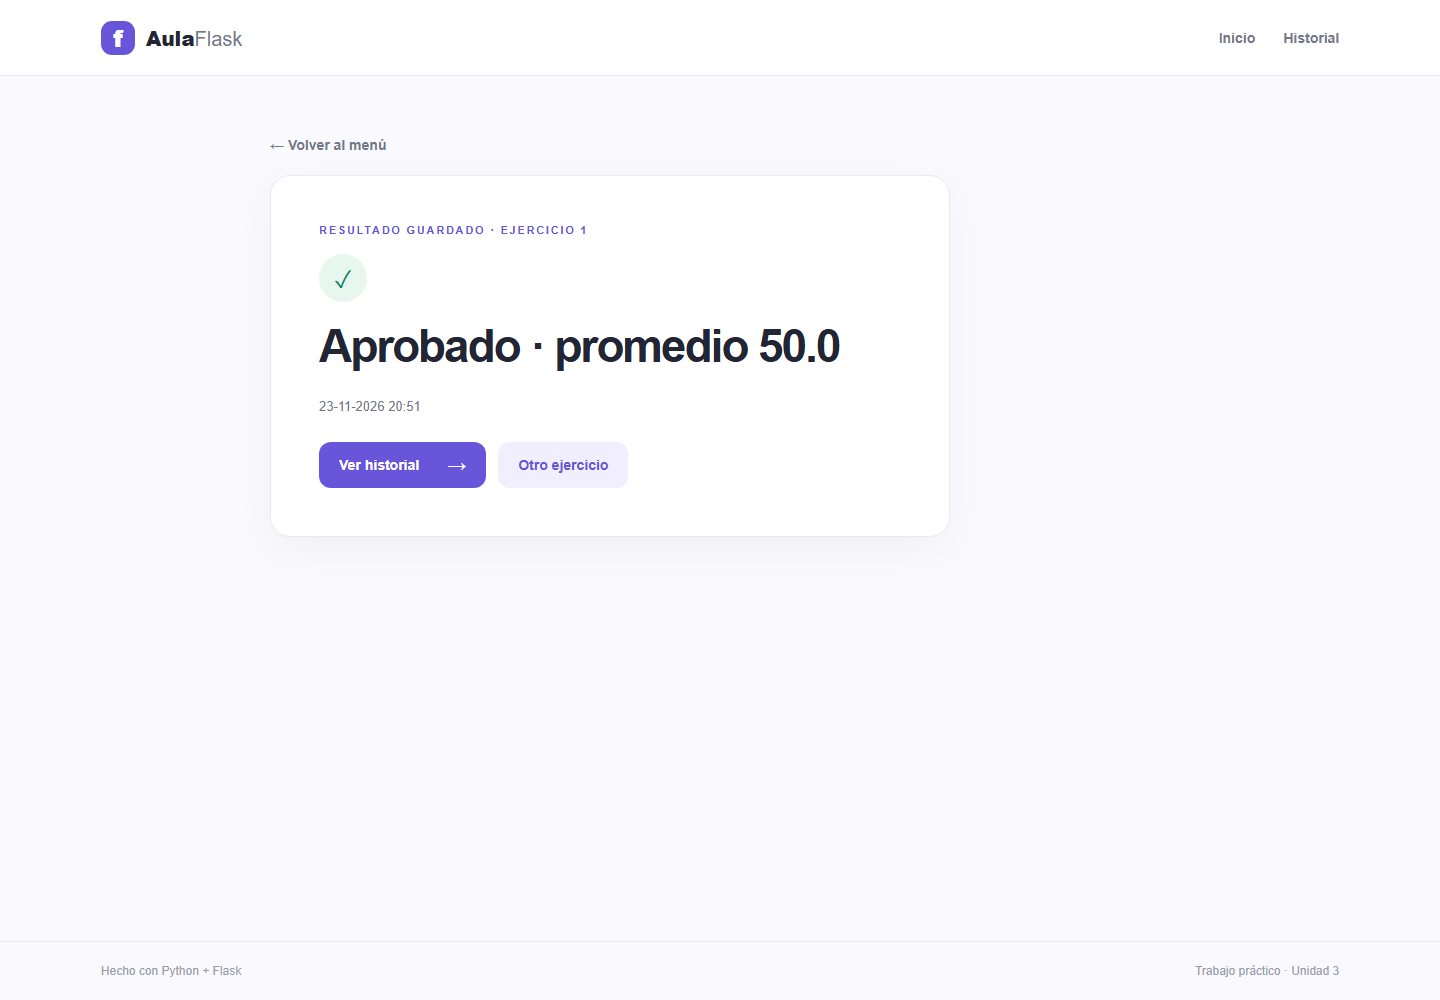 f AulaFlask
Inicio Historial
← Volver al menú
RESULTADO GUARDADO · EJERCICIO 1
✓
Aprobado · promedio 50.0
23-11-2026 20:51
Ver historial →
Otro ejercicio
Hecho con Python + Flask
Trabajo práctico · Unidad 3